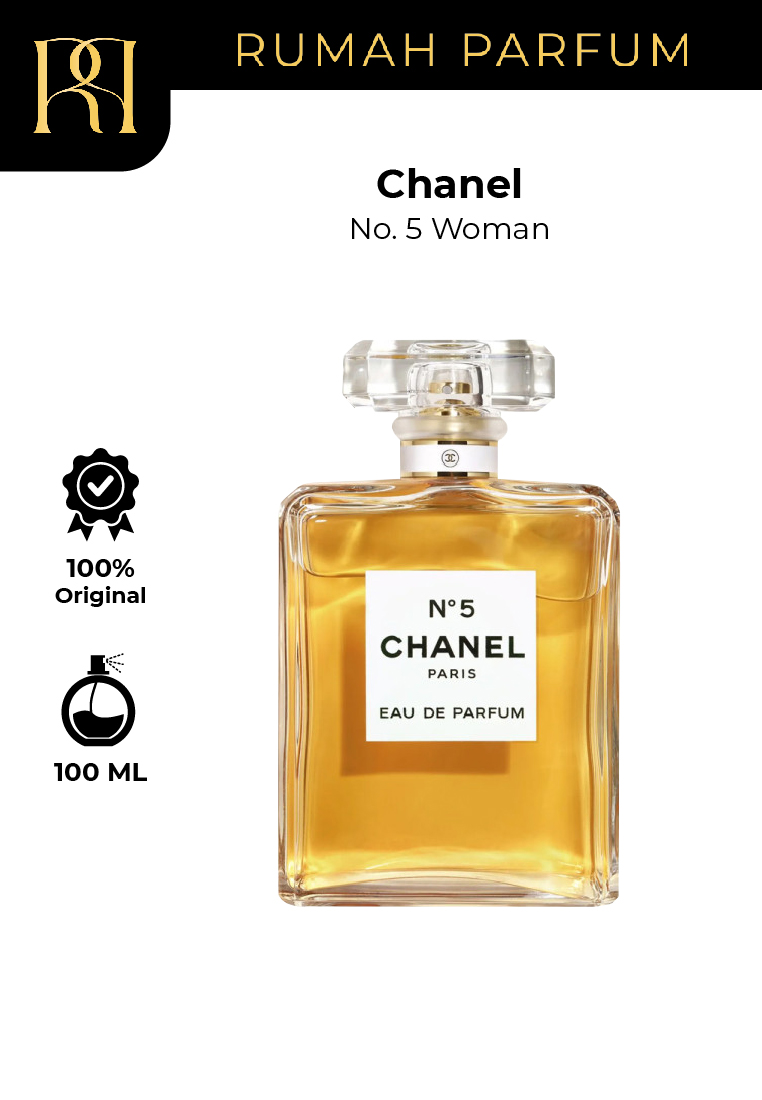 RUMAH PARFUM
Chanel
No. 5 Woman
100%
Original
100 ML
N°5
CHANEL
PARIS
EAU DE PARFUM